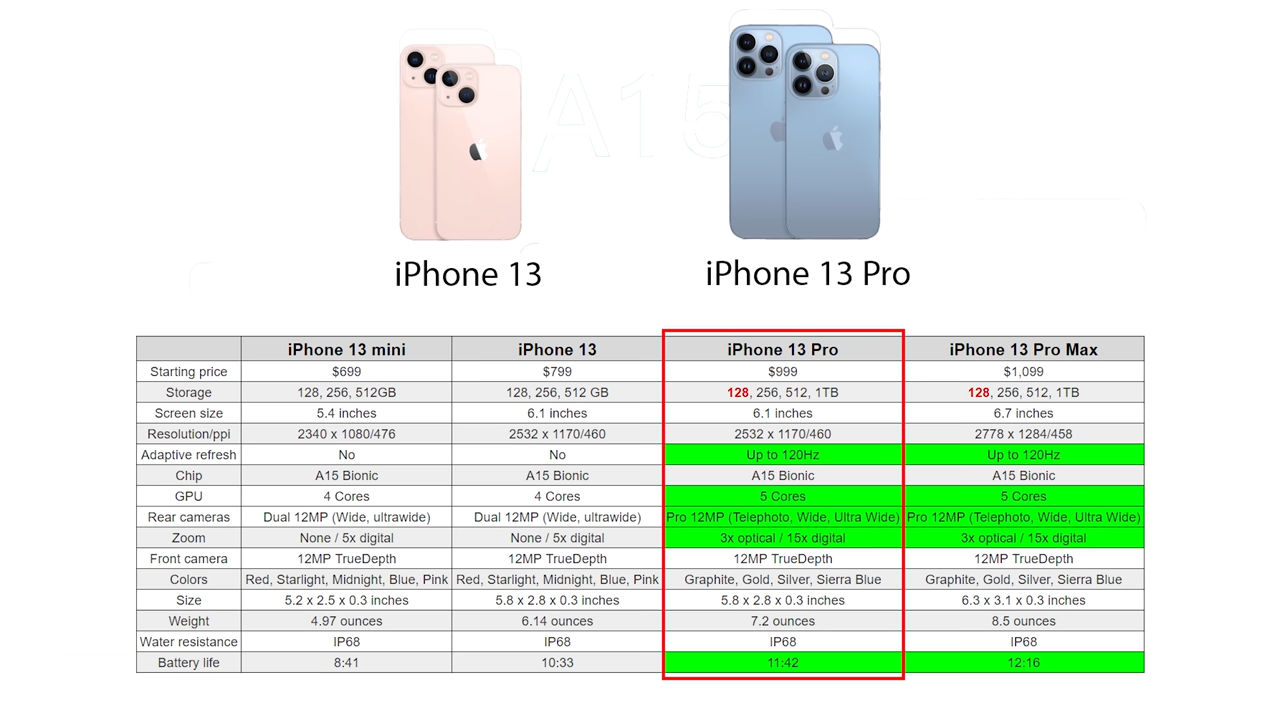 A15
iPhone 13
iPhone 13 Pro
iPhone 13 mini iPhone 13 iPhone 13 Pro iPhone 13 Pro Max
Starting price $699 $799 $999 $1,099
Storage 128, 256, 512GB 128, 256, 512 GB 128, 256, 512, 1TB 128, 256, 512, 1TB
Screen size 5.4 inches 6.1 inches 6.1 inches 6.7 inches
Resolution/ppi 2340 x 1080/476 2532 x 1170/460 2532 x 1170/460 2778 x 1284/458
Adaptive refresh No No Up to 120Hz Up to 120Hz
Chip A15 Bionic A15 Bionic A15 Bionic A15 Bionic
GPU 4 Cores 4 Cores 5 Cores 5 Cores
Rear cameras Dual 12MP (Wide, ultrawide) Dual 12MP (Wide, ultrawide) Pro 12MP (Telephoto, Wide, Ultra Wide) Pro 12MP (Telephoto, Wide, Ultra Wide)
Zoom None / 5x digital None / 5x digital 3x optical / 15x digital 3x optical / 15x digital
Front camera 12MP TrueDepth 12MP TrueDepth 12MP TrueDepth 12MP TrueDepth
Colors Red, Starlight, Midnight, Blue, Pink Red, Starlight, Midnight, Blue, Pink Graphite, Gold, Silver, Sierra Blue Graphite, Gold, Silver, Sierra Blue
Size 5.2 x 2.5 x 0.3 inches 5.8 x 2.8 x 0.3 inches 5.8 x 2.8 x 0.3 inches 6.3 x 3.1 x 0.3 inches
Weight 4.97 ounces 6.14 ounces 7.2 ounces 8.5 ounces
Water resistance IP68 IP68 IP68 IP68
Battery life 8:41 10:33 11:42 12:16